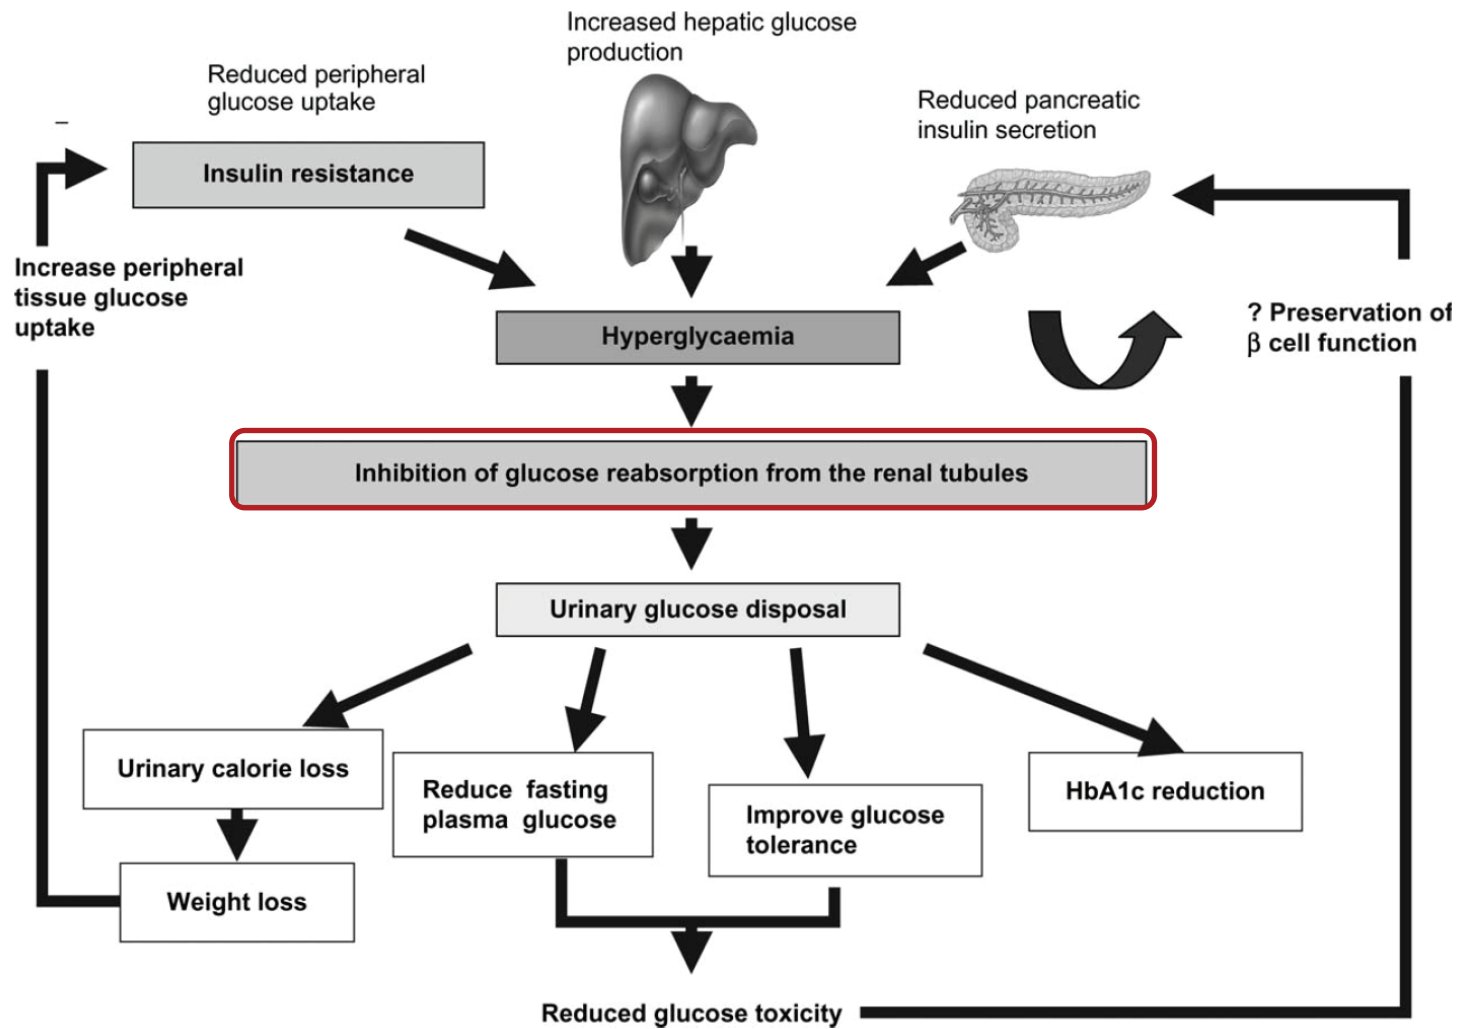 Increased hepatic glucose
production
Reduced peripheral
glucose uptake
Reduced pancreatic
insulin secretion
–
Insulin resistance
Increase peripheral
tissue glucose
uptake
Hyperglycaemia
? Preservation of
β cell function
Inhibition of glucose reabsorption from the renal tubules
Urinary glucose disposal
Urinary calorie loss
Reduce fasting
plasma glucose
Improve glucose
tolerance
HbA1c reduction
Weight loss
Reduced glucose toxicity